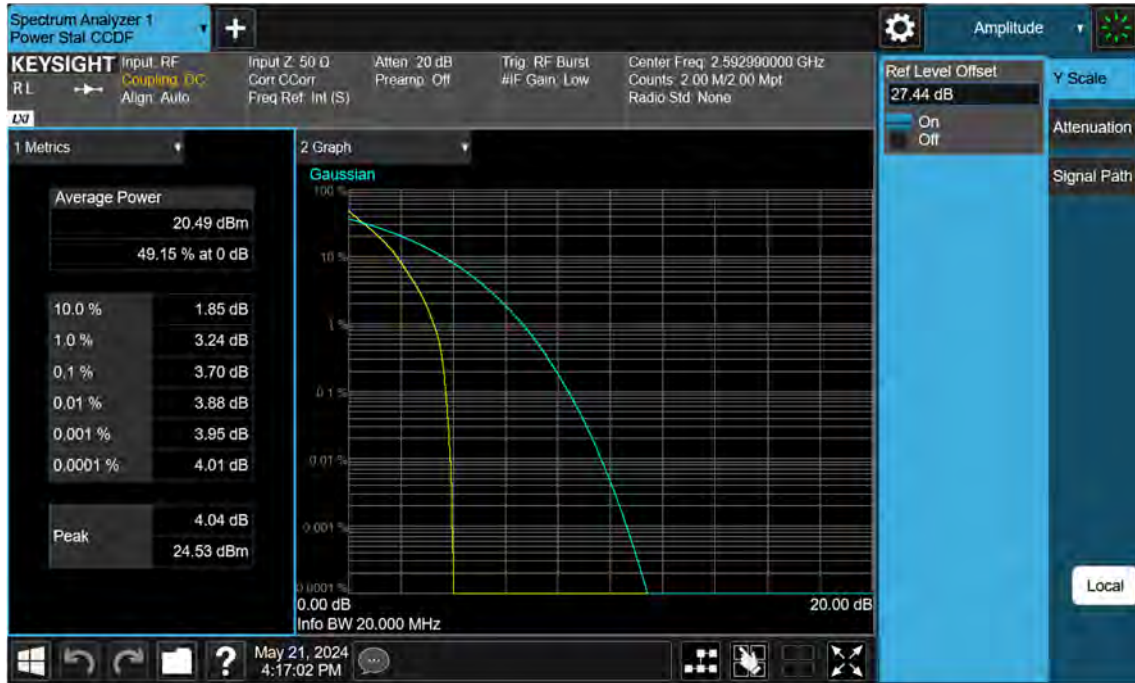 Spectrum Analyzer 1
Power Stat CCDF
+
Amplitude
KEYSIGHT
RL
LXI
Input: RF
Coupling: DC
Align: Auto
Input Z: 50 Ω
Corr CCorr
Freq Ref: Int (S)
Atten: 20 dB
Preamp: Off
Trig: RF Burst
#IF Gain: Low
Center Freq: 2.592990000 GHz
Counts: 2.00 M/2.00 Mpt
Radio Std: None
Ref Level Offset
27.44 dB
On
Off
Y Scale
Attenuation
Signal Path
Local
1 Metrics
Average Power
20.49 dBm
49.15 % at 0 dB
10.0 % 1.85 dB
1.0 % 3.24 dB
0.1 % 3.70 dB
0.01 % 3.88 dB
0.001 % 3.95 dB
0.0001 % 4.01 dB
Peak
4.04 dB
24.53 dBm
2 Graph
Gaussian
100 %
10 %
1 %
0.1 %
0.01 %
0.001 %
0.0001 %
0.00 dB 20.00 dB
Info BW 20.000 MHz
?
May 21, 2024
4:17:02 PM